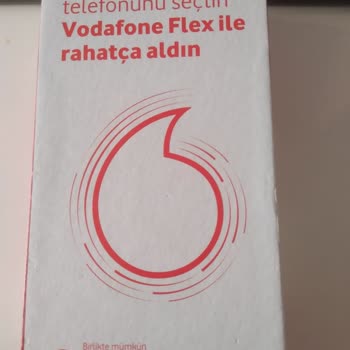 telefonunu seçtin
Vodafone Flex ile
rahatça aldın
Birlikte mümkün